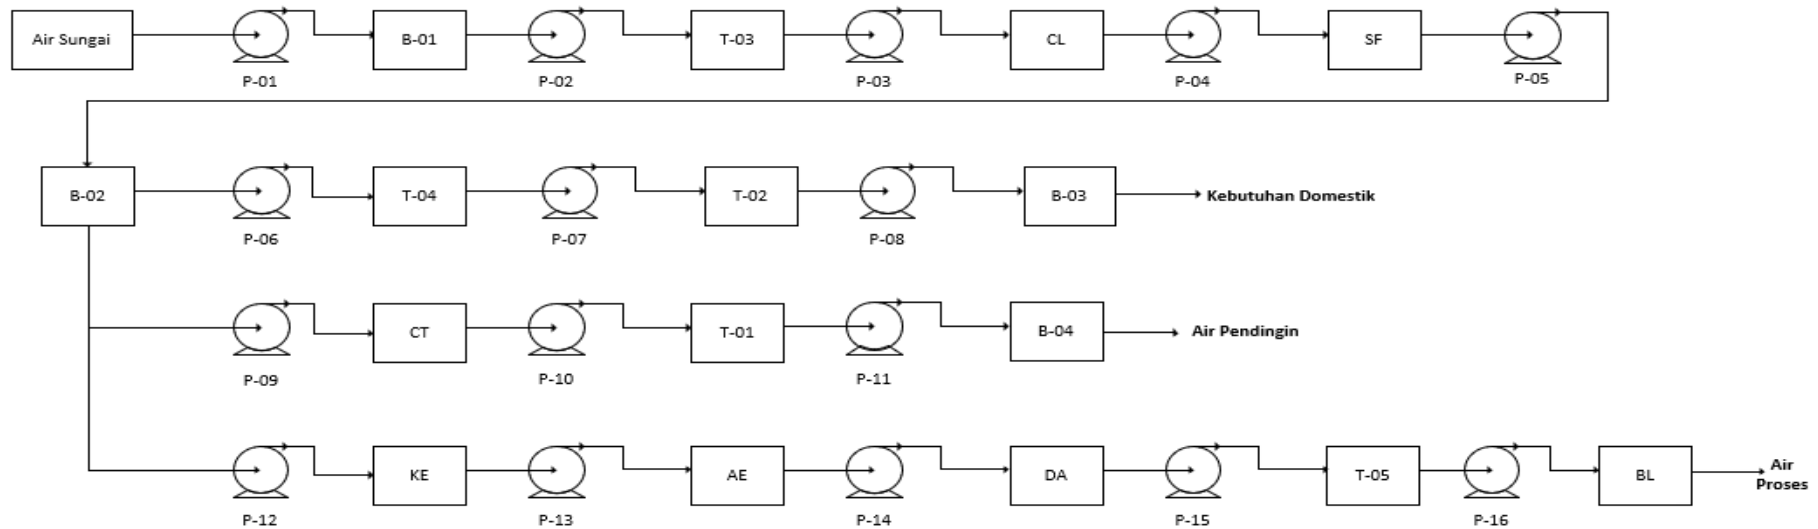 Air Sungai
B-01
T-03
CL
SF
P-01
P-02
P-03
P-04
P-05
B-02
T-04
T-02
B-03
Kebutuhan Domestik
P-06
P-07
P-08
CT
T-01
B-04
Air Pendingin
P-09
P-10
P-11
KE
AE
DA
T-05
BL
Air
Proses
P-12
P-13
P-14
P-15
P-16